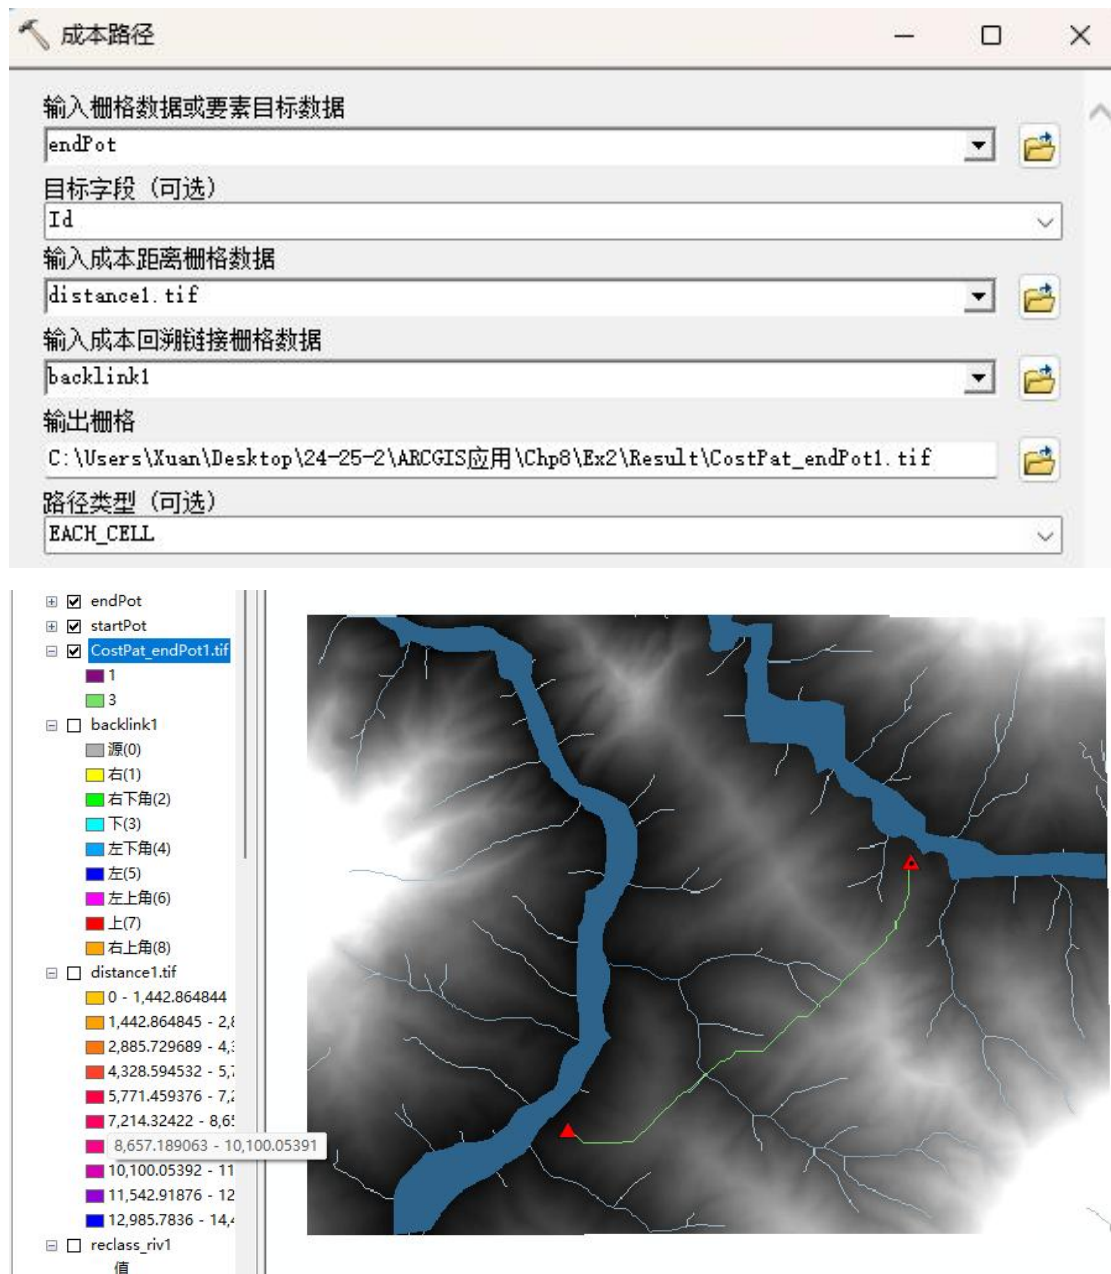 成本路径
输入栅格数据或要素目标数据
endPot
目标字段（可选）
Id
输入成本距离栅格数据
distance1.tif
输入成本回溯链接栅格数据
backlink1
输出栅格
C:\Users\Xuan\Desktop\24-25-2\ARCGIS应用\Chp8\Ex2\Result\CostPat_endPot1.tif
路径类型（可选）
EACH_CELL
endPot
startPot
CostPat_endPot1.tif
1
3
backlink1
源(0)
右(1)
右下角(2)
下(3)
左下角(4)
左(5)
左上角(6)
上(7)
右上角(8)
distance1.tif
0 - 1,442.864844
1,442.864845 - 2,8
2,885.729689 - 4,3
4,328.594532 - 5,7
5,771.459376 - 7,2
7,214.32422 - 8,65
8,657.189063 - 10,100.05391
10,100.05392 - 11
11,542.91876 - 12
12,985.7836 - 14,4
reclass_riv1
值